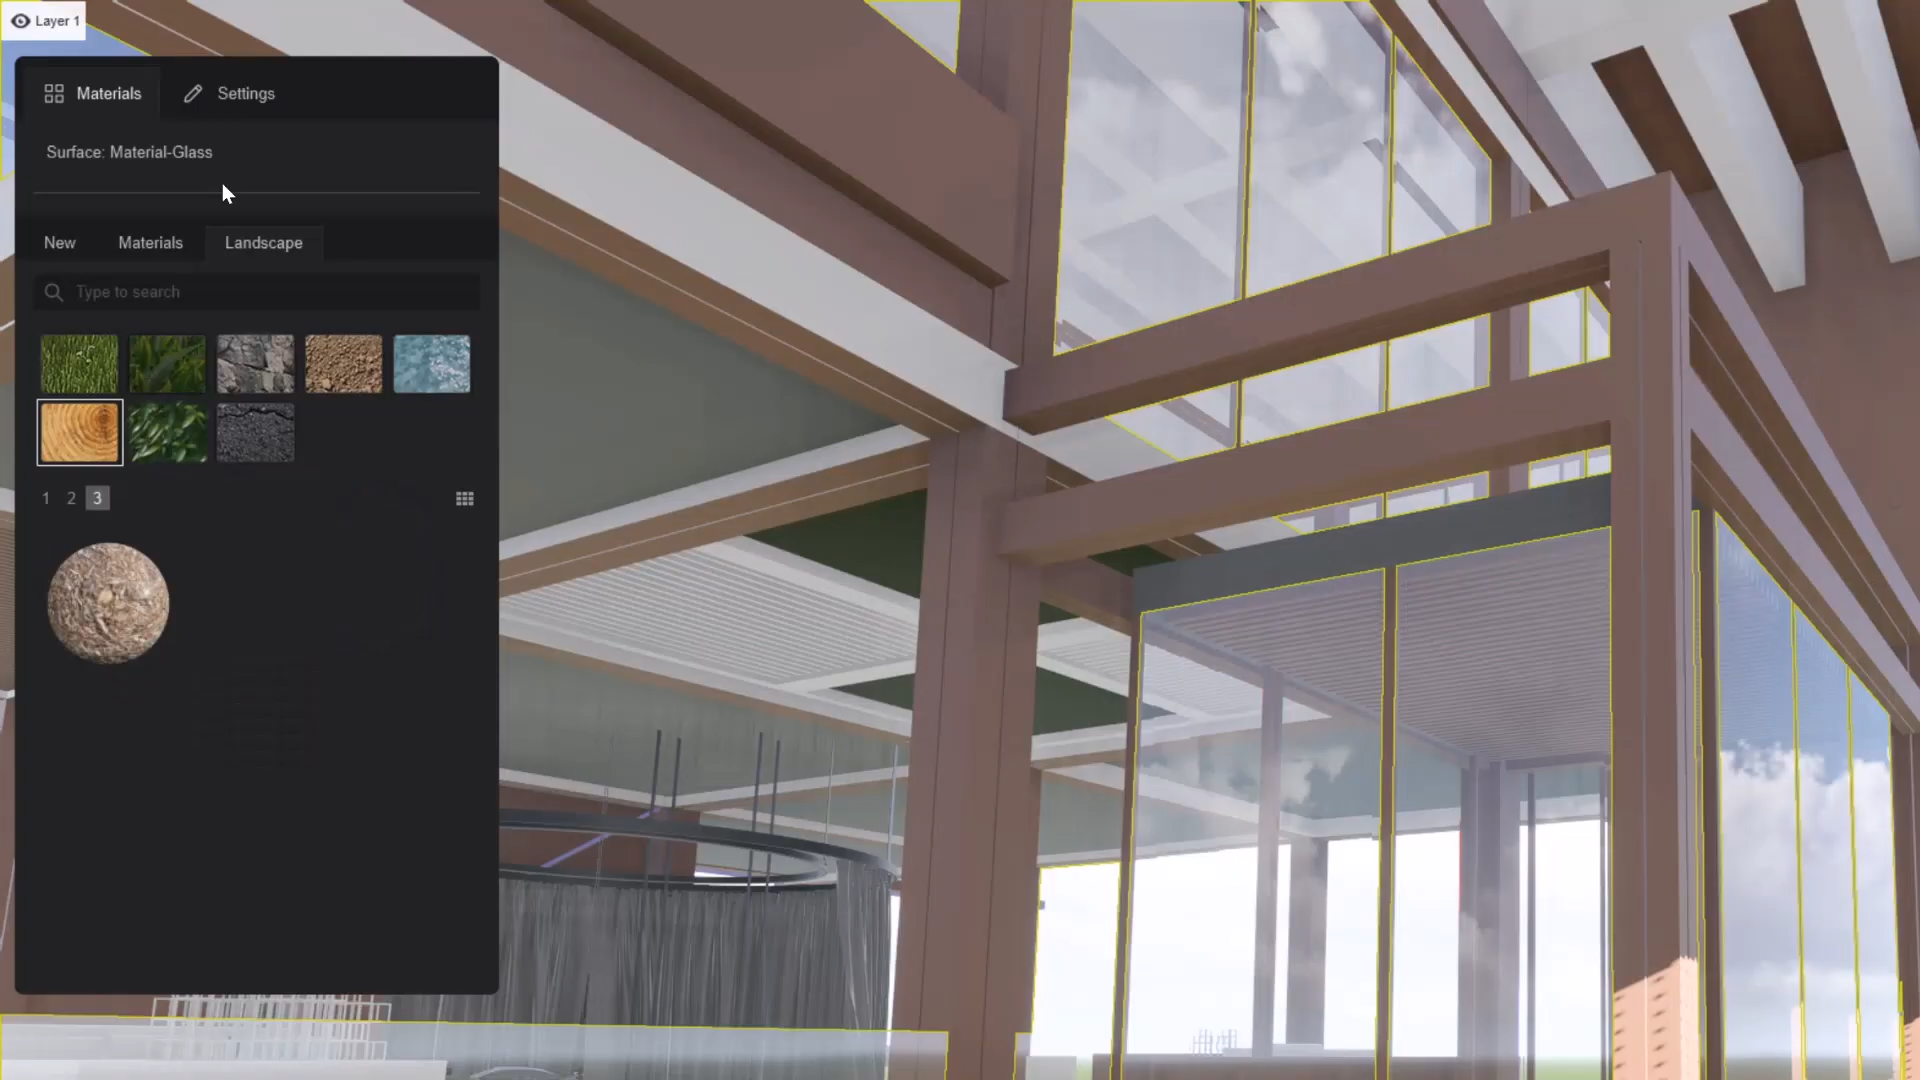 Layer 1
Materials
Settings
Surface: Material-Glass
New
Materials
Landscape
Type to search
1 2 3